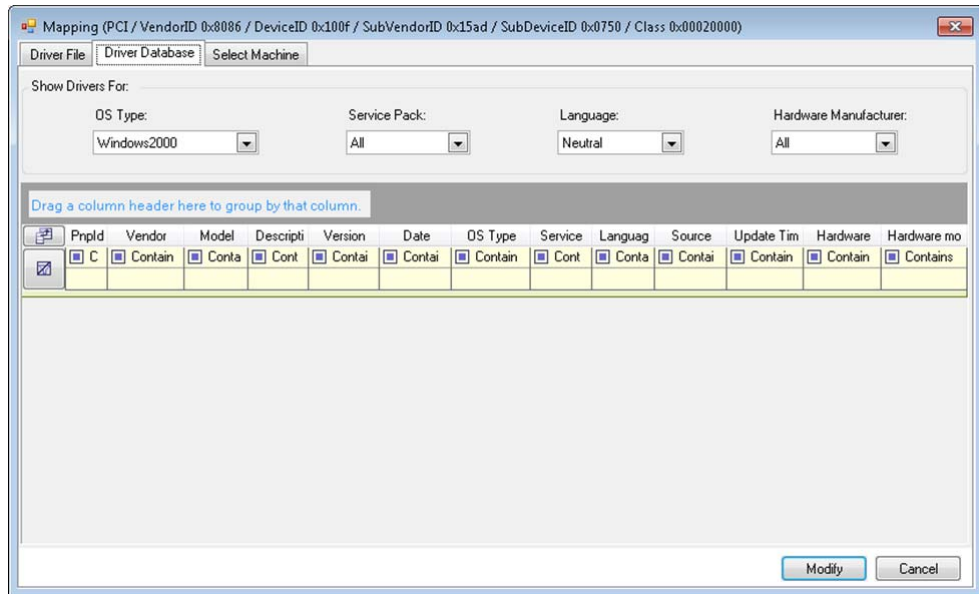 Mapping (PCI / VendorID 0x8086 / DeviceID 0x100f / SubVendorID 0x15ad / SubDeviceID 0x0750 / Class 0x00020000)
Driver File Driver Database Select Machine
Show Drivers For:
OS Type: Service Pack: Language: Hardware Manufacturer:
Windows2000 All Neutral All
Drag a column header here to group by that column.
PnpId Vendor Model Descripti Version Date OS Type Service Languag Source Update Tim Hardware Hardware mo
C Contain Conta Cont Contai Contai Contain Cont Conta Contai Contain Contain Contains
Modify Cancel